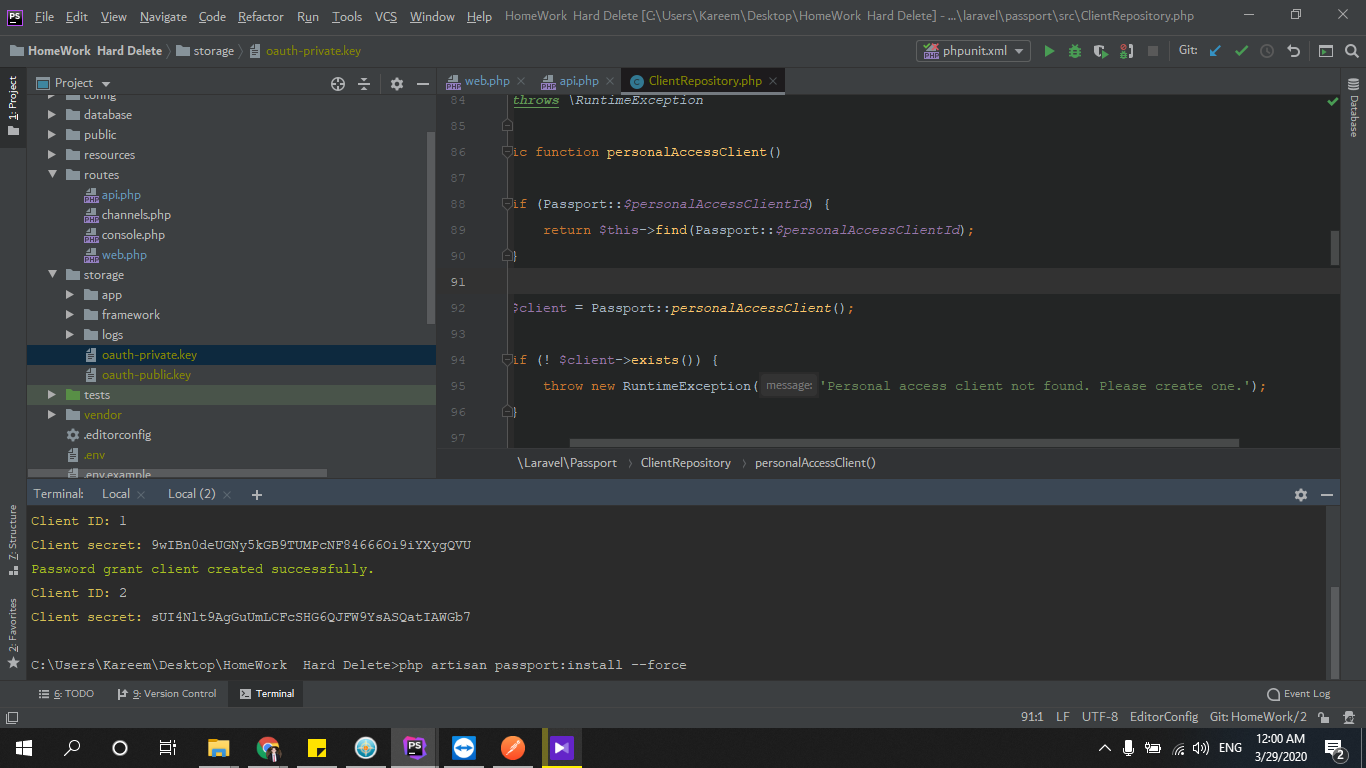 File Edit View Navigate Code Refactor Run Tools VCS Window Help HomeWork Hard Delete [C:\Users\Kareem\Desktop\HomeWork Hard Delete] - ...\laravel\passport\src\ClientRepository.php
HomeWork Hard Delete storage oauth-private.key phpunit.xml Git:
Project
web.php api.php ClientRepository.php
1: Project
Database
config
database
public
resources
routes
api.php
channels.php
console.php
web.php
storage
app
framework
logs
oauth-private.key
oauth-public.key
tests
vendor
.editorconfig
.env
.env.example
84 throws \RuntimeException
85
86 ic function personalAccessClient()
87
88 if (Passport::$personalAccessClientId) {
89 return $this->find(Passport::$personalAccessClientId);
90 }
91
92 $client = Passport::personalAccessClient();
93
94 if (! $client->exists()) {
95 throw new RuntimeException( message: 'Personal access client not found. Please create one.');
96 }
97
\Laravel\Passport ClientRepository personalAccessClient()
Terminal: Local Local (2)
7: Structure
2: Favorites
Client ID: 1
Client secret: 9wIBn0deUGNy5kGB9TUMPcNF84666Oi9iYXygQVU
Password grant client created successfully.
Client ID: 2
Client secret: sUI4Nlt9AgGuUmLCFcSHG6QJFW9YsASQatIAWGb7
C:\Users\Kareem\Desktop\HomeWork  Hard Delete>php artisan passport:install --force
6: TODO 9: Version Control Terminal Event Log
91:1 LF UTF-8 EditorConfig Git: HomeWork/2
ENG 12:00 AM
3/29/2020
2